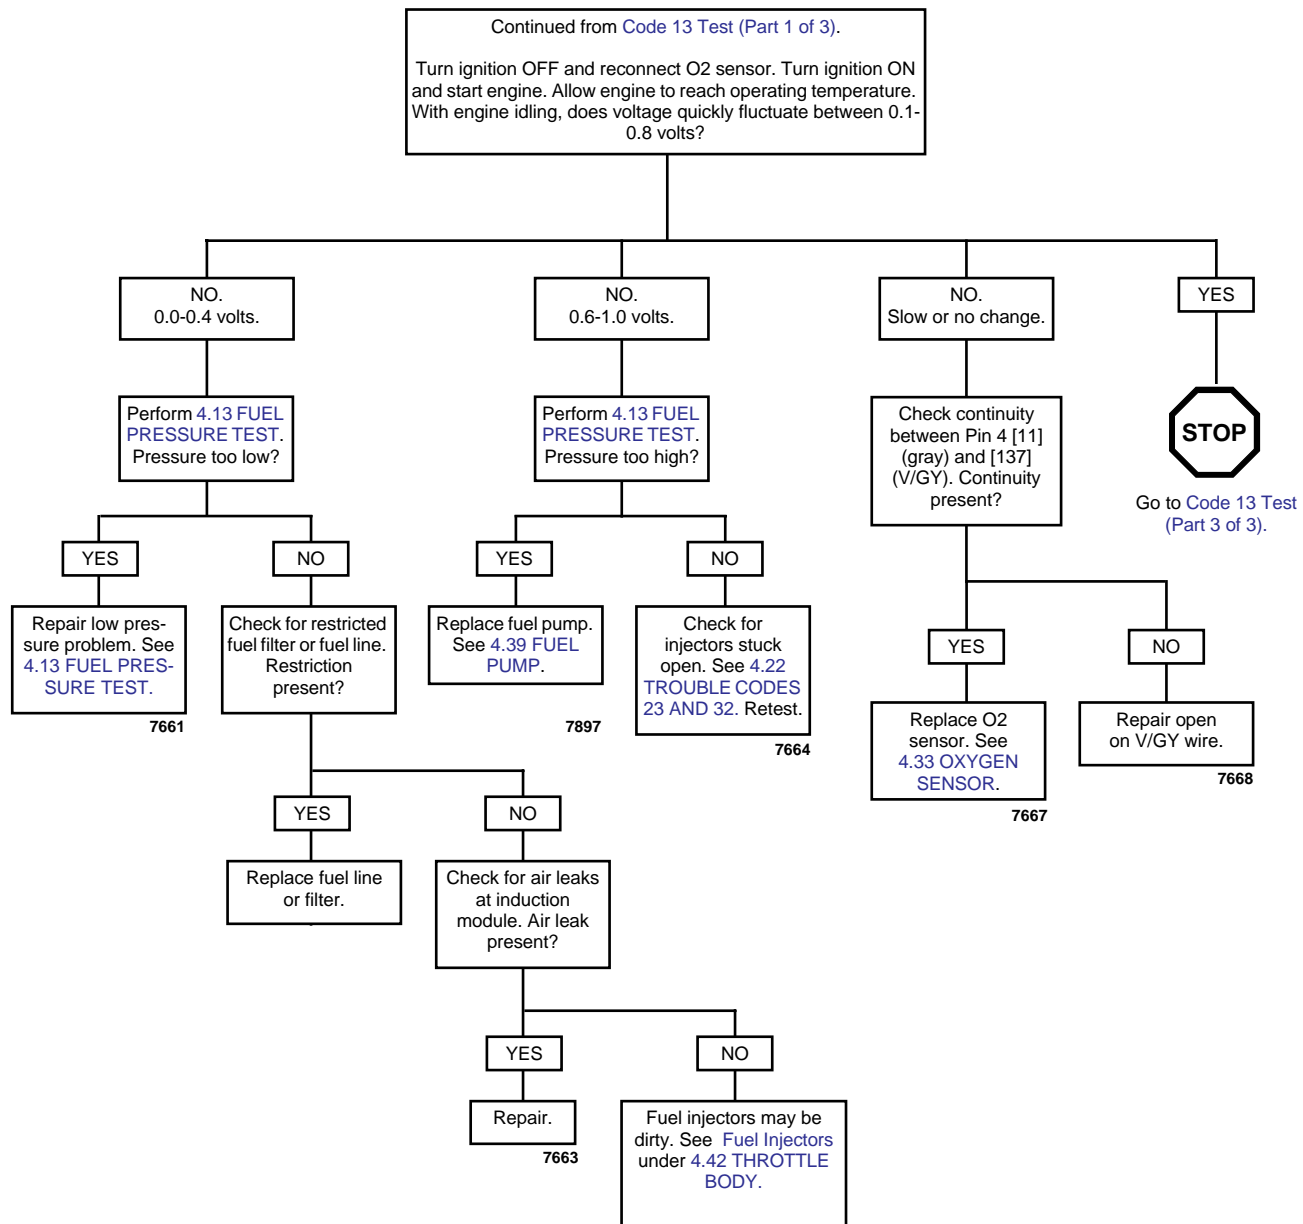 Continued from Code 13 Test (Part 1 of 3).
Turn ignition OFF and reconnect O2 sensor. Turn ignition ON
and start engine. Allow engine to reach operating temperature.
With engine idling, does voltage quickly fluctuate between 0.1-
0.8 volts?
NO.
0.0-0.4 volts.
NO.
0.6-1.0 volts.
NO.
Slow or no change.
YES
Perform 4.13 FUEL
PRESSURE TEST.
Pressure too low?
Perform 4.13 FUEL
PRESSURE TEST.
Pressure too high?
Check continuity
between Pin 4 [11]
(gray) and [137]
(V/GY). Continuity
present?
STOP
Go to Code 13 Test
(Part 3 of 3).
YES
NO
YES
NO
Repair low pres-
sure problem. See
4.13 FUEL PRES-
SURE TEST.
7661
Check for restricted
fuel filter or fuel line.
Restriction
present?
Replace fuel pump.
See 4.39 FUEL
PUMP.
7897
Check for
injectors stuck
open. See 4.22
TROUBLE CODES
23 AND 32. Retest.
7664
YES
NO
Replace O2
sensor. See
4.33 OXYGEN
SENSOR.
7667
Repair open
on V/GY wire.
7668
YES
NO
Replace fuel line
or filter.
Check for air leaks
at induction
module. Air leak
present?
YES
NO
Repair.
7663
Fuel injectors may be
dirty. See Fuel Injectors
under 4.42 THROTTLE
BODY.